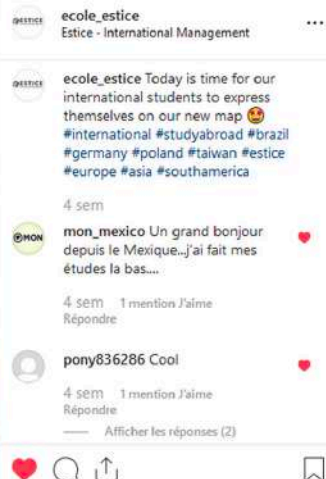 ecole_estice
Estice - International Management
ecole_estice Today is time for our
international students to express
themselves on our new map 🤩
#international #studyabroad #brazil
#germany #poland #taiwan #estice
#europe #asia #southamerica
4 sem
mon_mexico Un grand bonjour
depuis le Mexique...j'ai fait mes
études la bas....
4 sem 1 mention J'aime
Répondre
pony836286 Cool
4 sem 1 mention J'aime
Répondre
Afficher les réponses (2)
ESTICE
ESTICE
MON